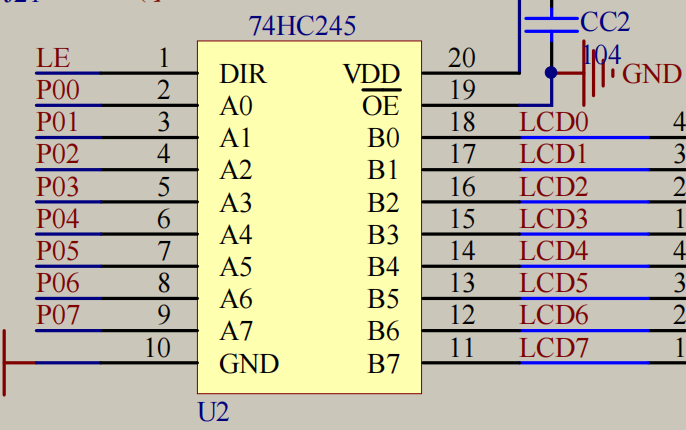 74HC245
CC2
104
GND
LE 1 DIR VDD 20
P00 2 A0 OE 19
P01 3 A1 B0 18 LCD0 4
P02 4 A2 B1 17 LCD1 3
P03 5 A3 B2 16 LCD2 2
P04 6 A4 B3 15 LCD3 1
P05 7 A5 B4 14 LCD4 4
P06 8 A6 B5 13 LCD5 3
P07 9 A7 B6 12 LCD6 2
10 GND B7 11 LCD7 1
U2